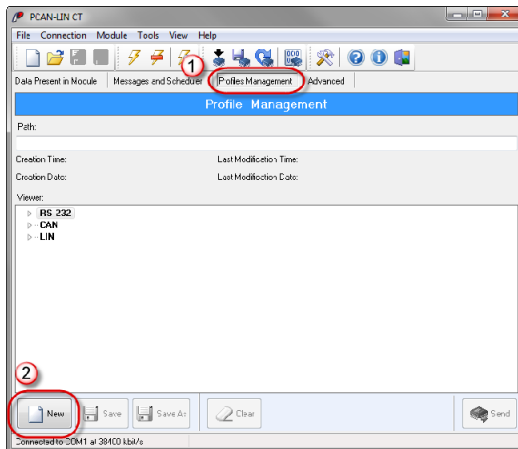 PCAN-LIN CT
File Connection Module Tools View Help
1
Data Present in Module Messages and Scheduler Profiles Management Advanced
Profile Management
Path:
Creation Time: Last Modification Time:
Creation Date: Last Modification Date:
Viewer:
RS 232
CAN
LIN
2
New Save Save As Clear Send
Connected to COM1 at 38400 kbit/s